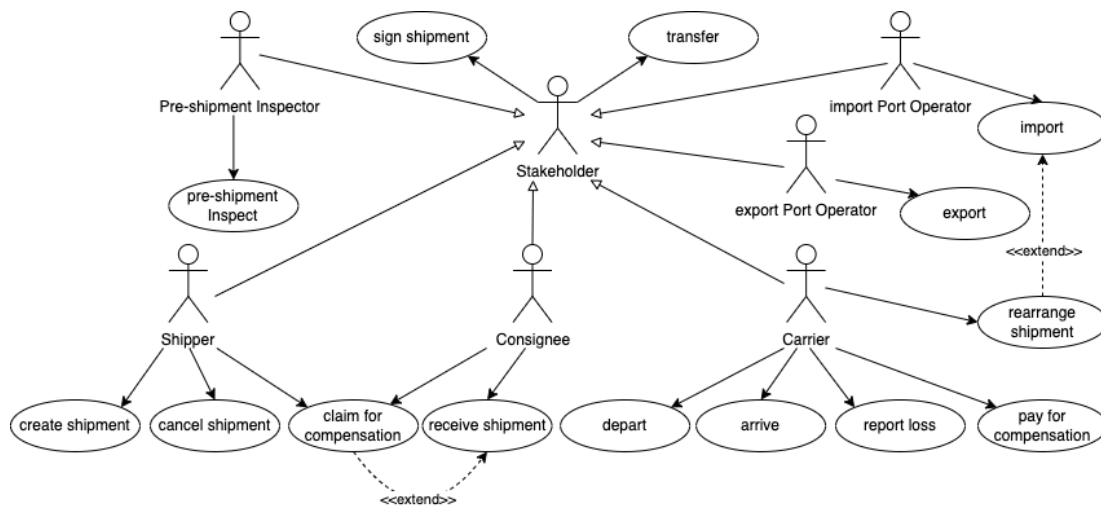 sign shipment
transfer
Pre-shipment Inspector
import Port Operator
import
Stakeholder
pre-shipment
Inspect
export Port Operator
export
<<extend>>
rearrange
shipment
Shipper
Consignee
Carrier
create shipment
cancel shipment
claim for
compensation
receive shipment
depart
arrive
report loss
pay for
compensation
<<extend>>